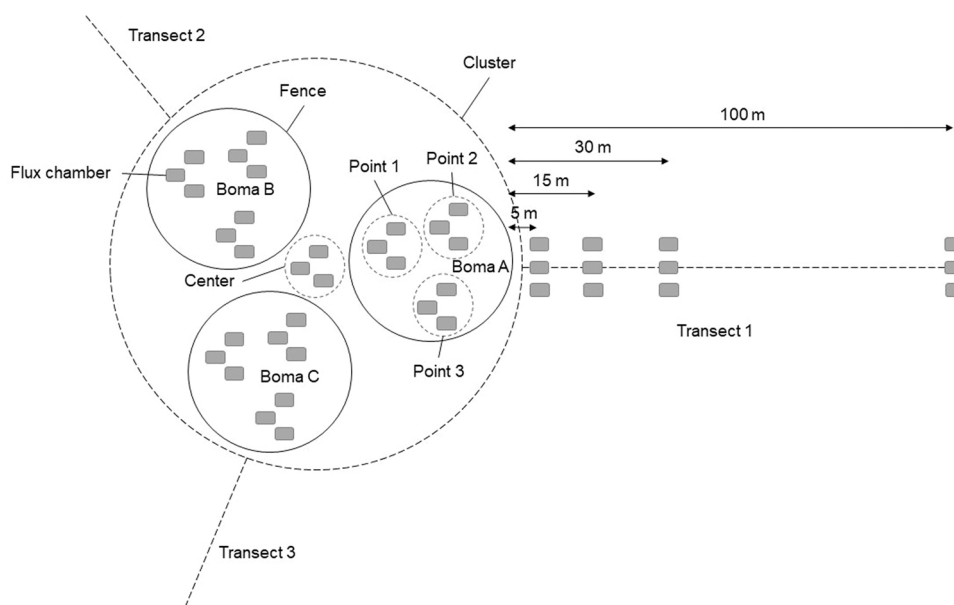 Transect 2
Cluster
Fence
100 m
30 m
Point 2
Point 1
Flux chamber
15 m
Boma B
5 m
Boma A
Center
Transect 1
Point 3
Boma C
Transect 3